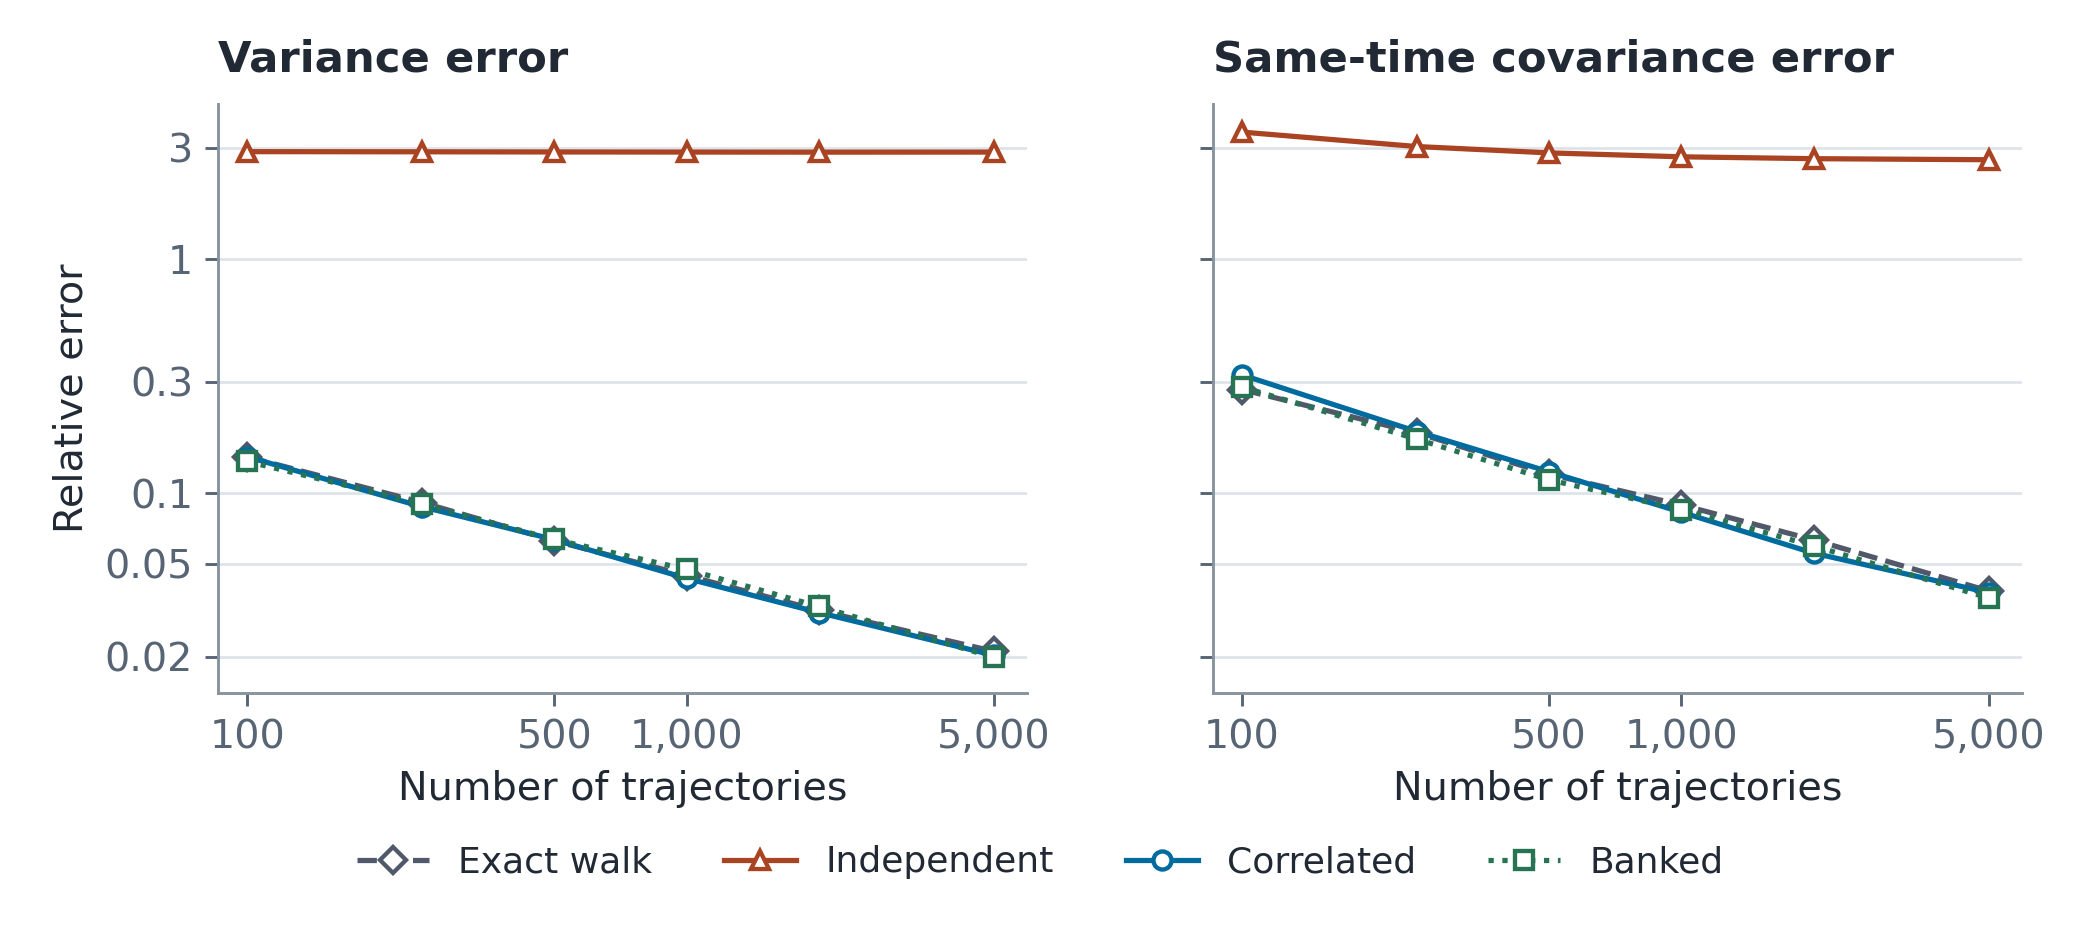 Variance error
Same-time covariance error
3
1
0.3
0.1
0.05
0.02
Relative error
100 500 1,000 5,000
100 500 1,000 5,000
Number of trajectories
Number of trajectories
Exact walk Independent Correlated Banked